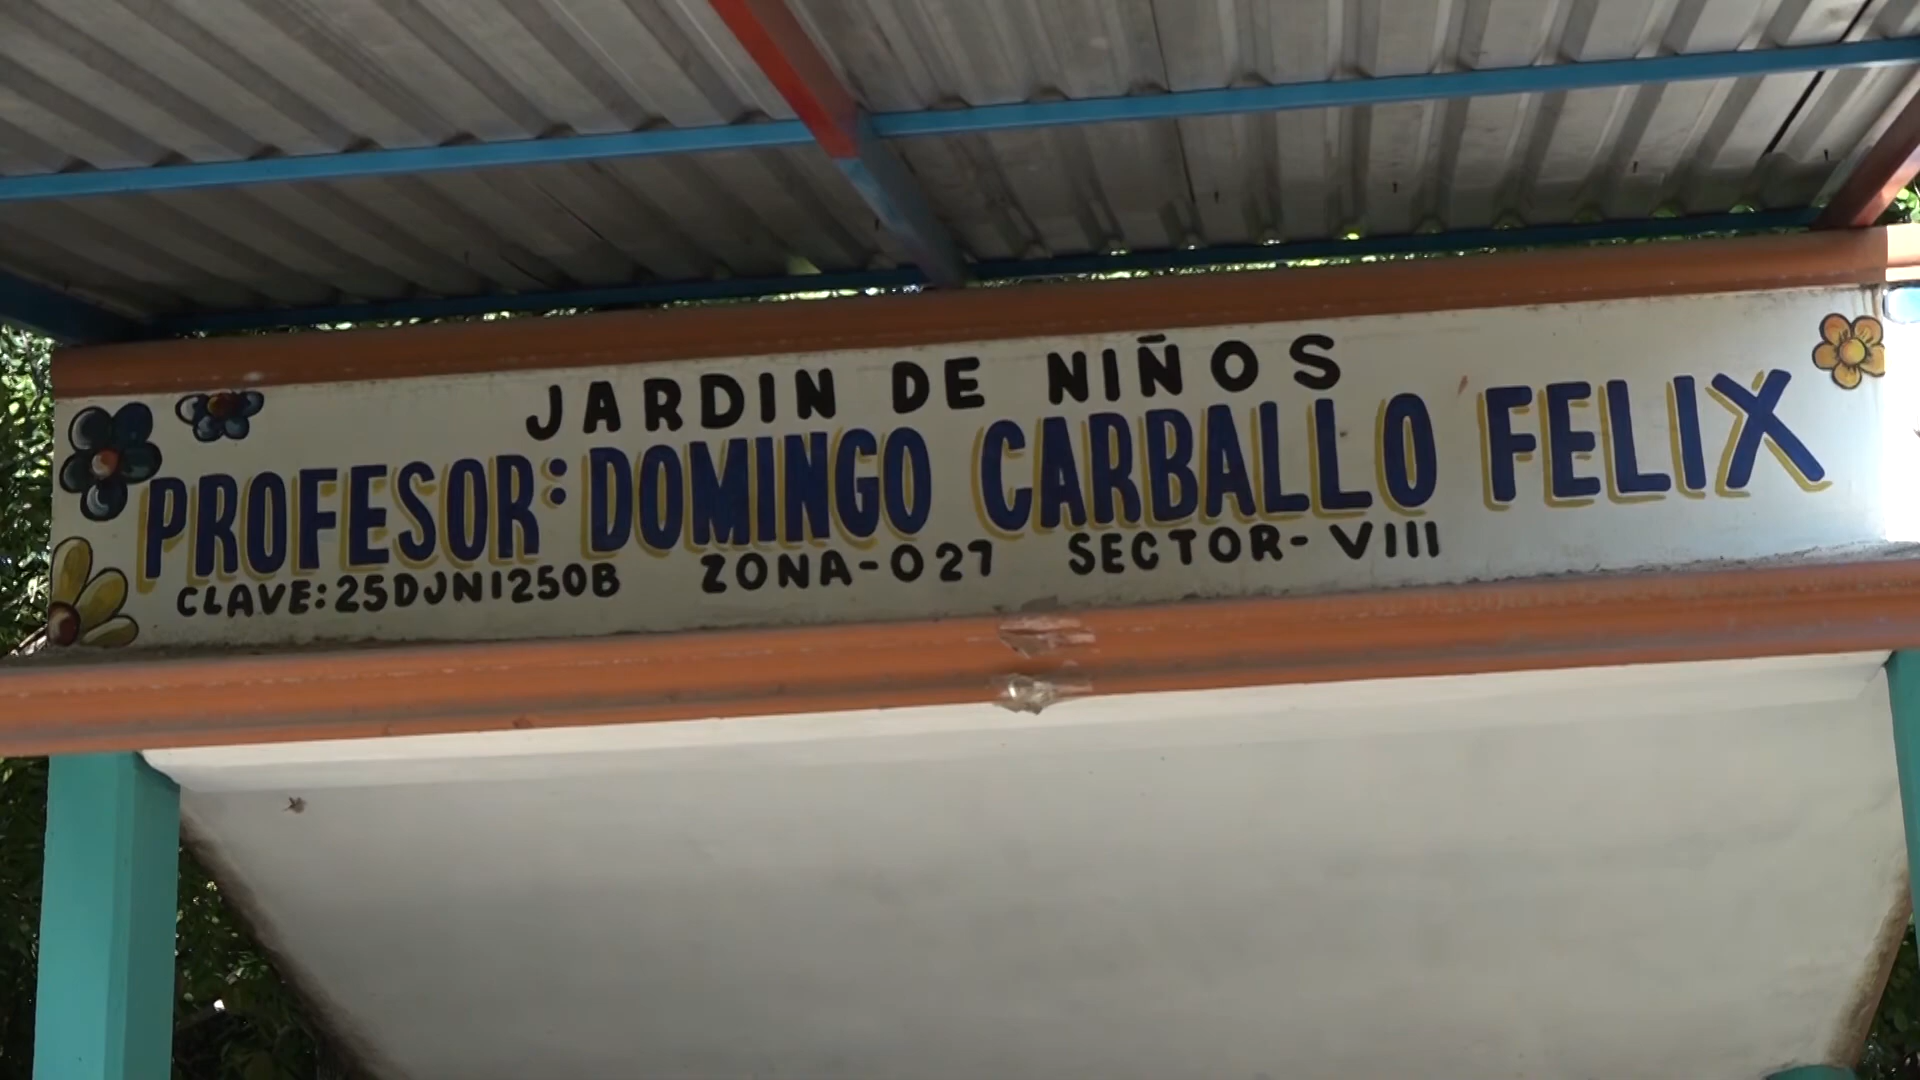 JARDIN DE NIÑOS
PROFESOR: DOMINGO CARBALLO FELIX
CLAVE: 25DJN1250B ZONA-027 SECTOR-VIII